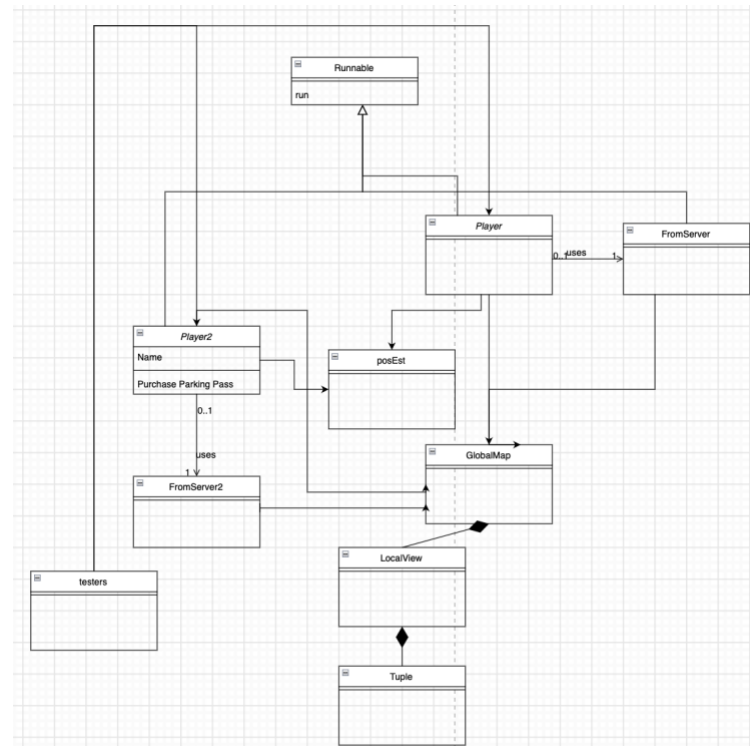 Runnable
run
Player
FromServer
0..1
uses
1
Player2
Name
Purchase Parking Pass
posEst
0..1
uses
1
GlobalMap
FromServer2
LocalView
testers
Tuple